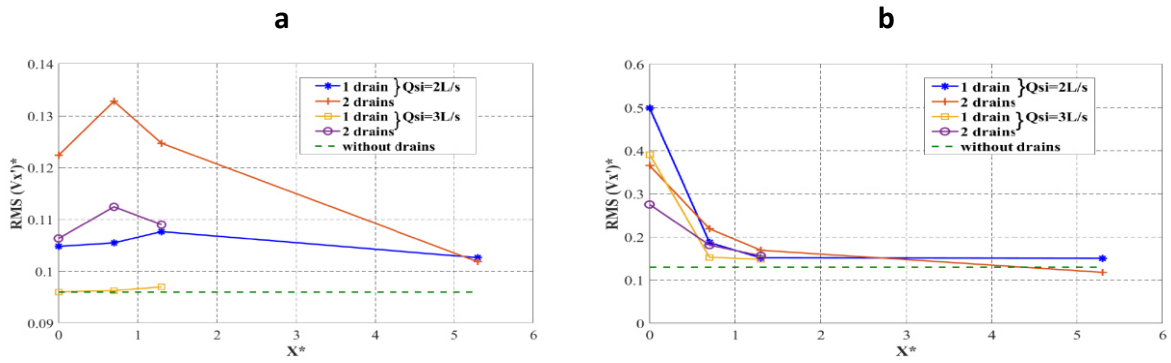 a
0.14
0.13
0.12
0.11
0.1
0.09
RMS (Vx')*
0 1 2 3 4 5 6
X*
1 drain }Qsi=2L/s
2 drains
1 drain }Qsi=3L/s
2 drains
without drains
b
0.6
0.5
0.4
0.3
0.2
0.1
0
RMS (Vx')*
0 1 2 3 4 5 6
X*
1 drain }Qsi=2L/s
2 drains
1 drain }Qsi=3L/s
2 drains
without drains